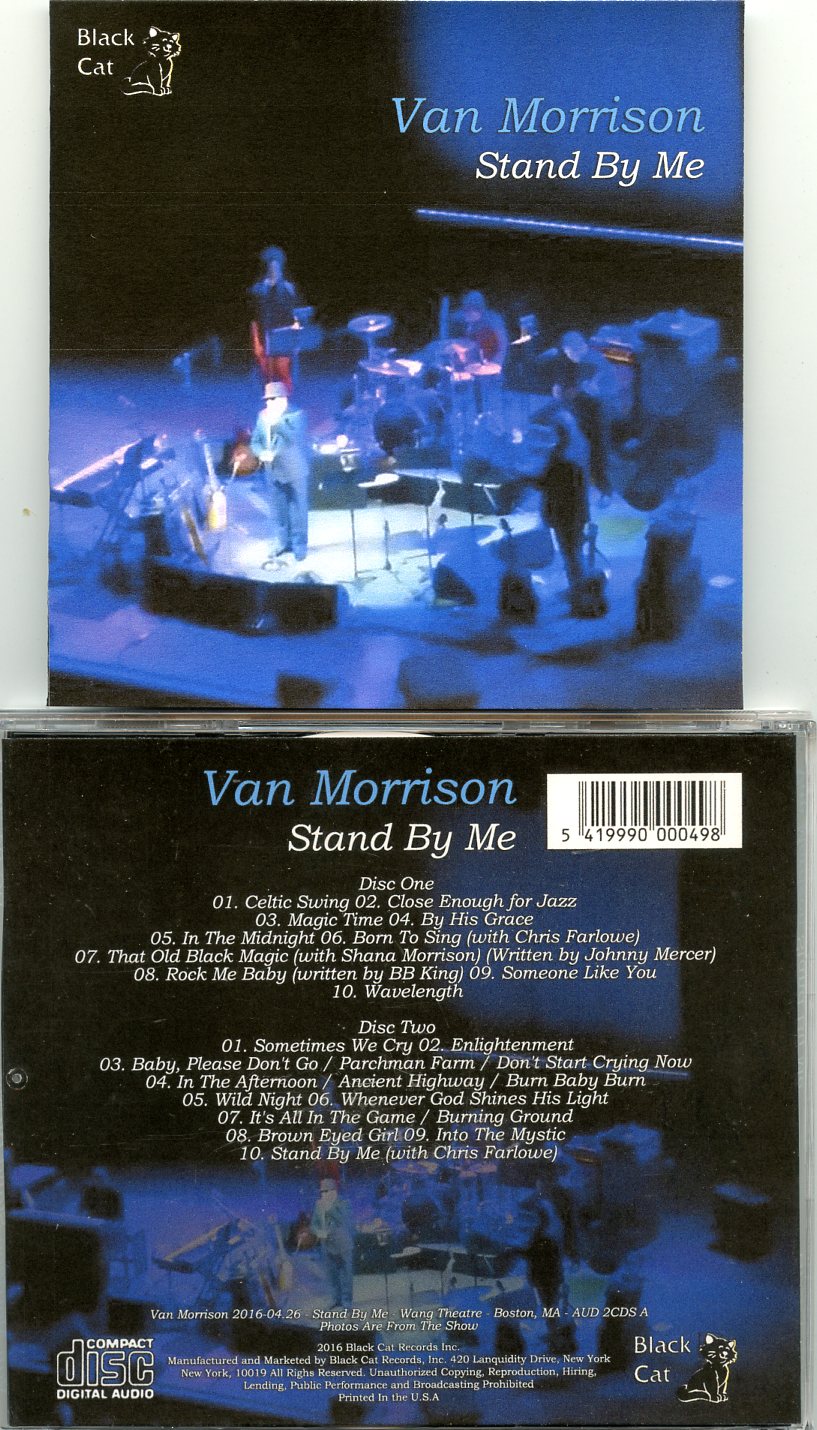 Black
Cat
Van Morrison
Stand By Me
Van Morrison
Stand By Me
5 419990 000498
Disc One
01. Celtic Swing 02. Close Enough for Jazz
03. Magic Time 04. By His Grace
05. In The Midnight 06. Born To Sing (with Chris Farlowe)
07. That Old Black Magic (with Shana Morrison) (Written by Johnny Mercer)
08. Rock Me Baby (written by BB King) 09. Someone Like You
10. Wavelength
Disc Two
01. Sometimes We Cry 02. Enlightenment
03. Baby, Please Don't Go / Parchman Farm / Don't Start Crying Now
04. In The Afternoon / Ancient Highway / Burn Baby Burn
05. Wild Night 06. Whenever God Shines His Light
07. It's All In The Game / Burning Ground
08. Brown Eyed Girl 09. Into The Mystic
10. Stand By Me (with Chris Farlowe)
Van Morrison 2016-04.26 - Stand By Me - Wang Theatre - Boston, MA - AUD 2CDS A
Photos Are From The Show
COMPACT
disc
DIGITAL AUDIO
2016 Black Cat Records Inc.
Manufactured and Marketed by Black Cat Records, Inc. 420 Lanquidity Drive, New York
New York, 10019 All Righs Reserved. Unauthorized Copying, Reproduction, Hiring,
Lending, Public Performance and Broadcasting Prohibited
Printed In the U.S.A
Black
Cat